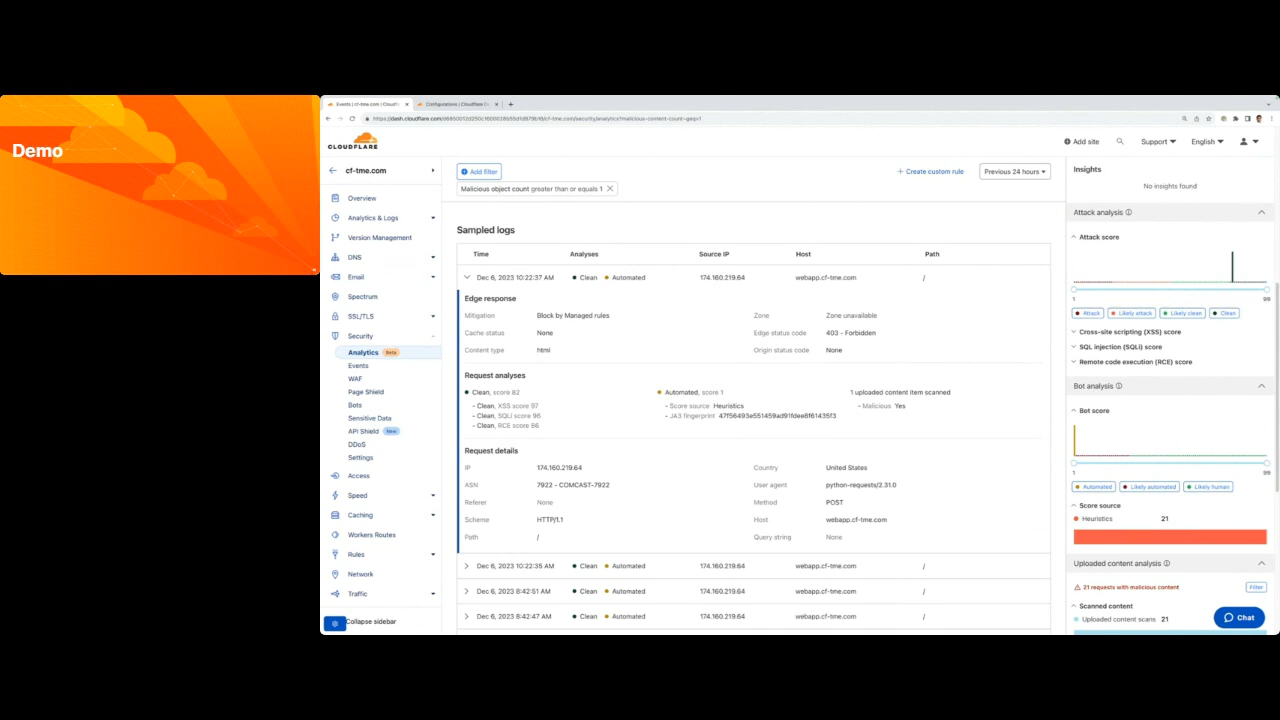 Demo
Events | cf-tme.com | Cloudf
Configurations | Cloudflare
CLOUDFLARE
Add site
Support
English
cf-tme.com
Overview
Analytics & Logs
Version Management
DNS
Email
Spectrum
SSL/TLS
Security
Analytics Beta
Events
WAF
Page Shield
Bots
Sensitive Data
API Shield New
DDoS
Settings
Access
Speed
Caching
Workers Routes
Rules
Network
Traffic
Collapse sidebar
Add filter
+ Create custom rule
Previous 24 hours
Malicious object count greater than or equals 1
Sampled logs
Time Analyses Source IP Host Path
Dec 6, 2023 10:22:37 AM Clean Automated 174.160.219.64 webapp.cf-tme.com /
Edge response
Mitigation Block by Managed rules Zone Zone unavailable
Cache status None Edge status code 403 - Forbidden
Content type html Origin status code None
Request analyses
Clean, score 82 Automated, score 1 1 uploaded content item scanned
- Clean, XSS score 97 - Score source Heuristics - Malicious Yes
- Clean, SQLi score 96 - JA3 fingerprint 47f56493e551459ad91fdee8f61435f3
- Clean, RCE score 86
Request details
IP 174.160.219.64 Country United States
ASN 7922 - COMCAST-7922 User agent python-requests/2.31.0
Referer None Method POST
Scheme HTTP/1.1 Host webapp.cf-tme.com
Path / Query string None
Dec 6, 2023 10:22:35 AM Clean Automated 174.160.219.64 webapp.cf-tme.com /
Dec 6, 2023 8:42:51 AM Clean Automated 174.160.219.64 webapp.cf-tme.com /
Dec 6, 2023 8:42:47 AM Clean Automated 174.160.219.64 webapp.cf-tme.com /
Insights
No insights found
Attack analysis
Attack score
1 99
Attack Likely attack Likely clean Clean
Cross-site scripting (XSS) score
SQL injection (SQLi) score
Remote code execution (RCE) score
Bot analysis
Bot score
1 99
Automated Likely automated Likely human
Score source
Heuristics 21
Uploaded content analysis
21 requests with malicious content Filter
Scanned content
Uploaded content scans 21
Chat